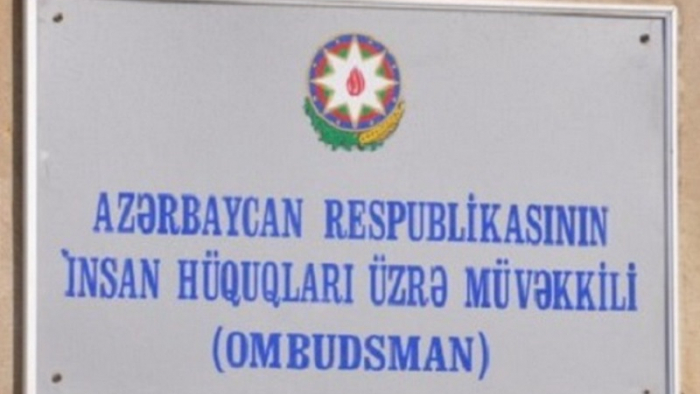 AZƏRBAYCAN RESPUBLİKASININ
İNSAN HÜQUQLARI ÜZRƏ MÜVƏKKİLİ
(OMBUDSMAN)